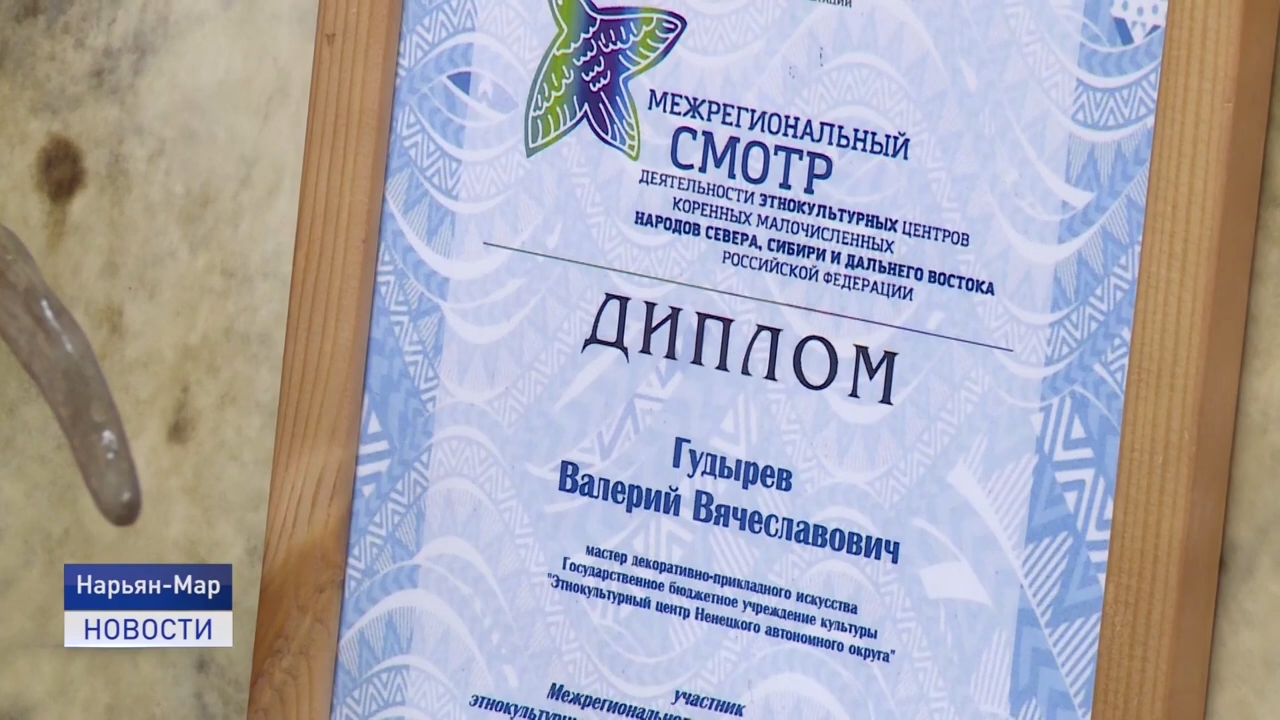 МЕЖРЕГИОНАЛЬНЫЙ
СМОТР
ДЕЯТЕЛЬНОСТИ ЭТНОКУЛЬТУРНЫХ ЦЕНТРОВ
КОРЕННЫХ МАЛОЧИСЛЕННЫХ
НАРОДОВ СЕВЕРА, СИБИРИ И ДАЛЬНЕГО ВОСТОКА
РОССИЙСКОЙ ФЕДЕРАЦИИ
ДИПЛОМ
Гудырев
Валерий Вячеславович
мастер декоративно-прикладного искусства
Государственное бюджетное учреждение культуры
"Этнокультурный центр Ненецкого автономного округа"
участник
Нарьян-Мар
НОВОСТИ